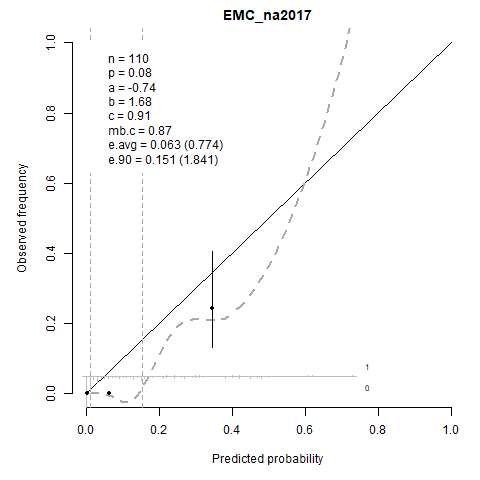 EMC_na2017
n = 110
p = 0.08
a = -0.74
b = 1.68
c = 0.91
mb.c = 0.87
e.avg = 0.063 (0.774)
e.90 = 0.151 (1.841)
Observed frequency
1.0
0.8
0.6
0.4
0.2
0.0
1
0
0.0 0.2 0.4 0.6 0.8 1.0
Predicted probability